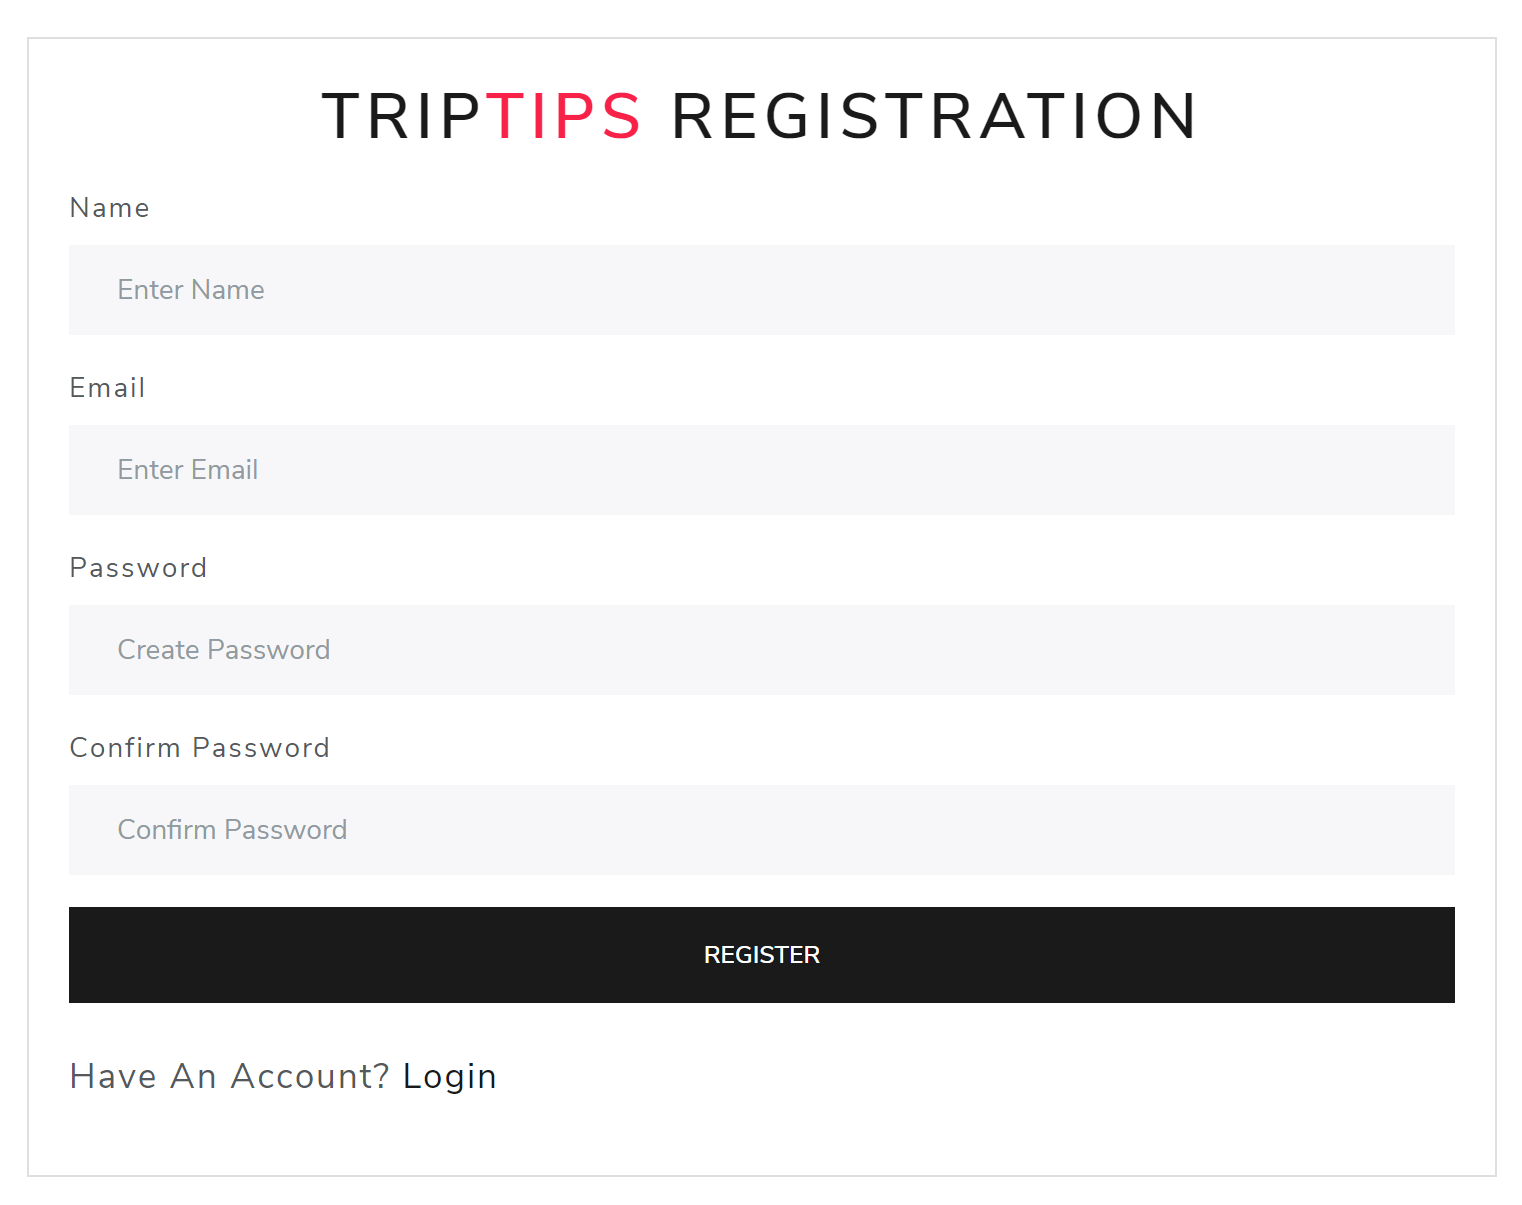 TRIPTIPS REGISTRATION
Name
Enter Name
Email
Enter Email
Password
Create Password
Confirm Password
Confirm Password
REGISTER
Have An Account? Login